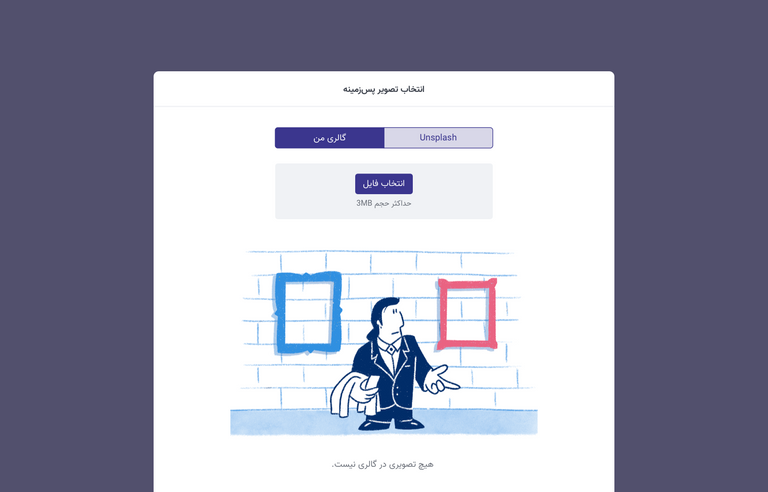 انتخاب تصویر پس‌زمینه
Unsplash
گالری من
انتخاب فایل
حداکثر حجم 3MB
هیچ تصویری در گالری نیست.